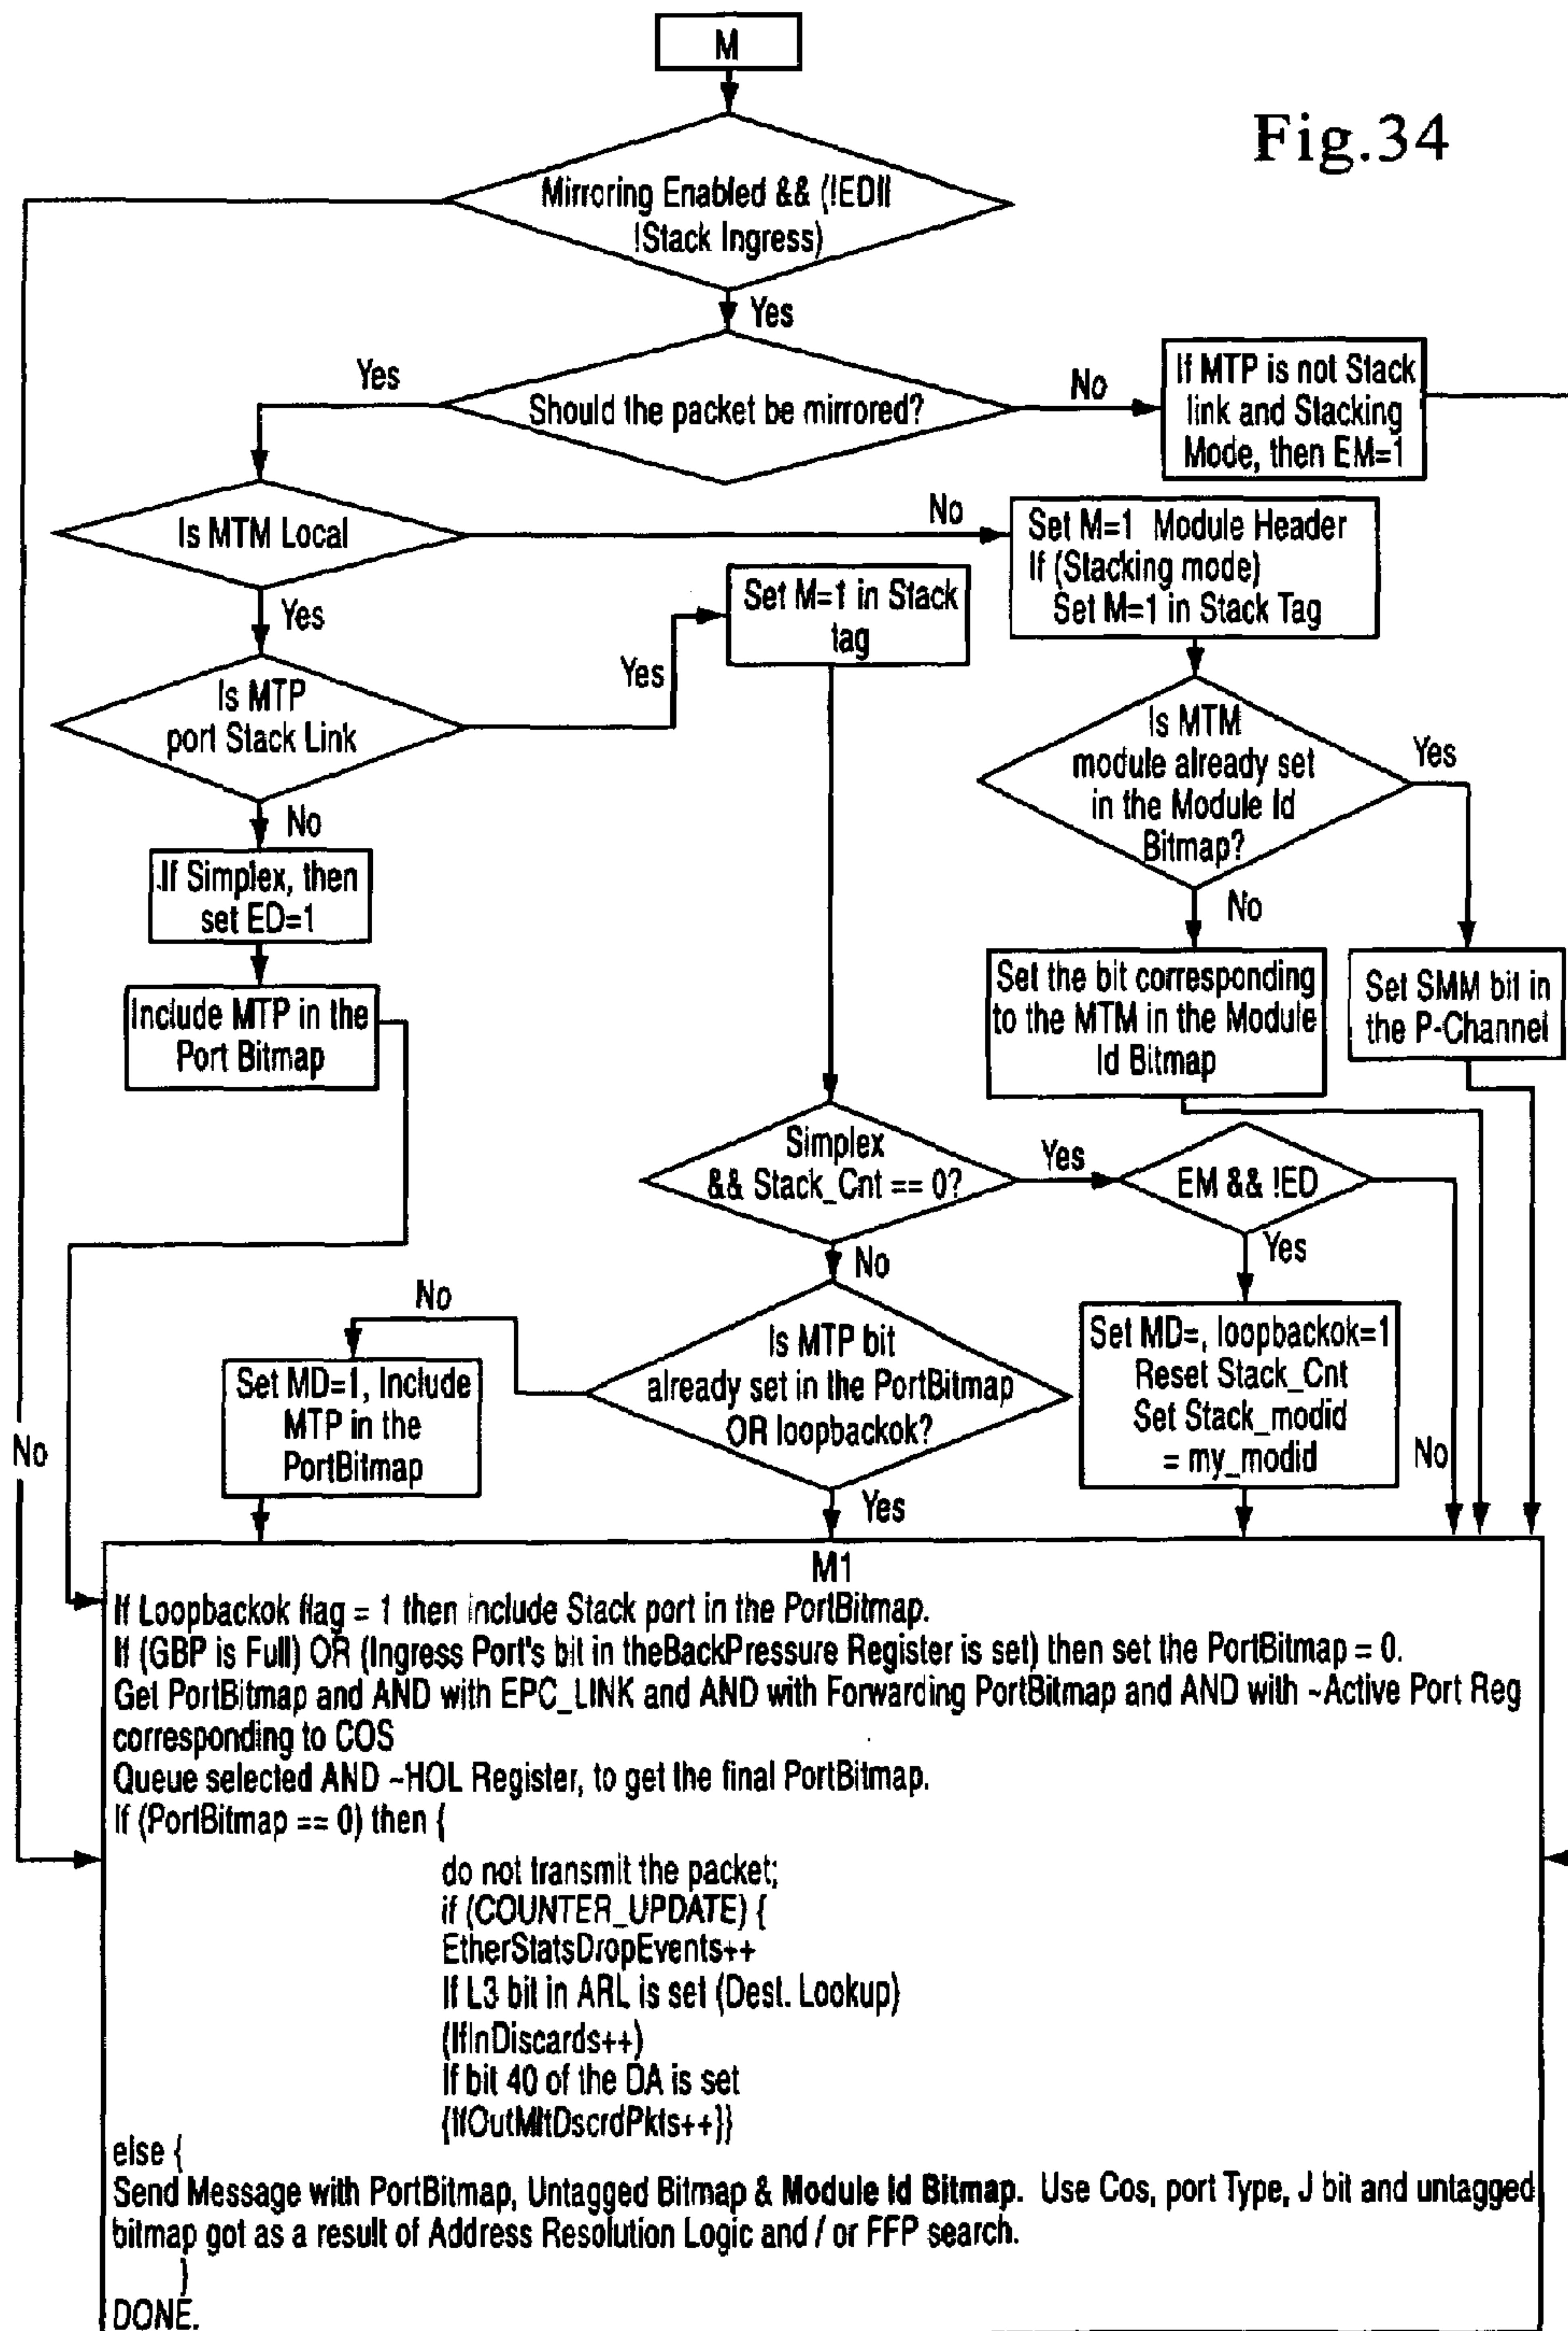 M
Fig.34
Mirroring Enabled && (!ED||
!Stack Ingress)
Yes
Yes
Should the packet be mirrored?
No
If MTP is not Stack
link and Stacking
Mode, then EM=1
Is MTM Local
No
Set M=1 Module Header
If (Stacking mode)
Set M=1 in Stack Tag
Yes
Set M=1 in Stack
tag
Is MTP
port Stack Link
Yes
Is MTM
module already set
in the Module Id
Bitmap?
Yes
No
.If Simplex, then
set ED=1
No
Include MTP in the
Port Bitmap
Set the bit corresponding
to the MTM in the Module
Id Bitmap
Set SMM bit in
the P-Channel
Simplex
&& Stack_Cnt == 0?
Yes
EM && !ED
No
Yes
No
Is MTP bit
already set in the PortBitmap
OR loopbackok?
Set MD=1, Include
MTP in the
PortBitmap
Set MD=, loopbackok=1
Reset Stack_Cnt
Set Stack_modid
= my_modid
No
No
Yes
M1
If Loopbackok flag = 1 then include Stack port in the PortBitmap.
If (GBP is Full) OR (Ingress Port's bit in theBackPressure Register is set) then set the PortBitmap = 0.
Get PortBitmap and AND with EPC_LINK and AND with Forwarding PortBitmap and AND with ~Active Port Reg
corresponding to COS
Queue selected AND ~HOL Register, to get the final PortBitmap.
If (PortBitmap == 0) then {
do not transmit the packet;
if (COUNTER_UPDATE) {
EtherStatsDropEvents++
If L3 bit in ARL is set (Dest. Lookup)
(IfInDiscards++)
If bit 40 of the DA is set
{IfOutMltDscrdPkts++}}
else {
Send Message with PortBitmap, Untagged Bitmap & Module Id Bitmap. Use Cos, port Type, J bit and untagged
bitmap got as a result of Address Resolution Logic and / or FFP search.
}
DONE.